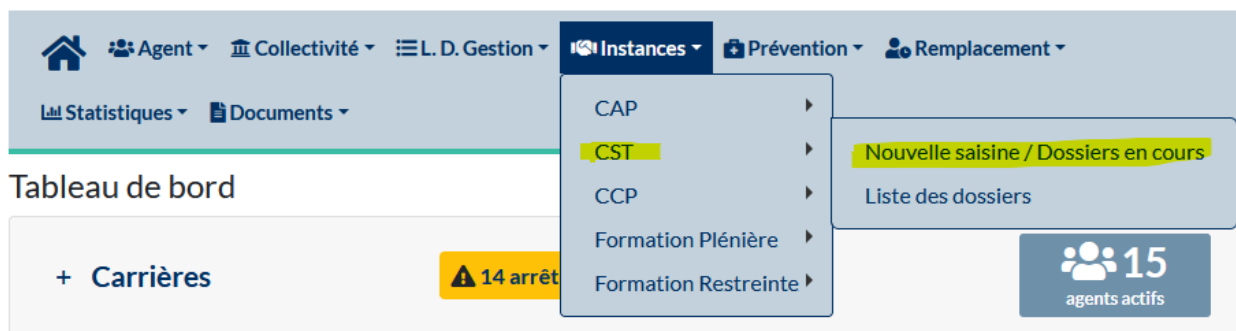 Agent Collectivité L. D. Gestion Instances Prévention Remplacement
Statistiques Documents
CAP
CST
CCP
Formation Plénière
Formation Restreinte
Nouvelle saisine / Dossiers en cours
Liste des dossiers
Tableau de bord
+ Carrières
14 arrêt
15
agents actifs